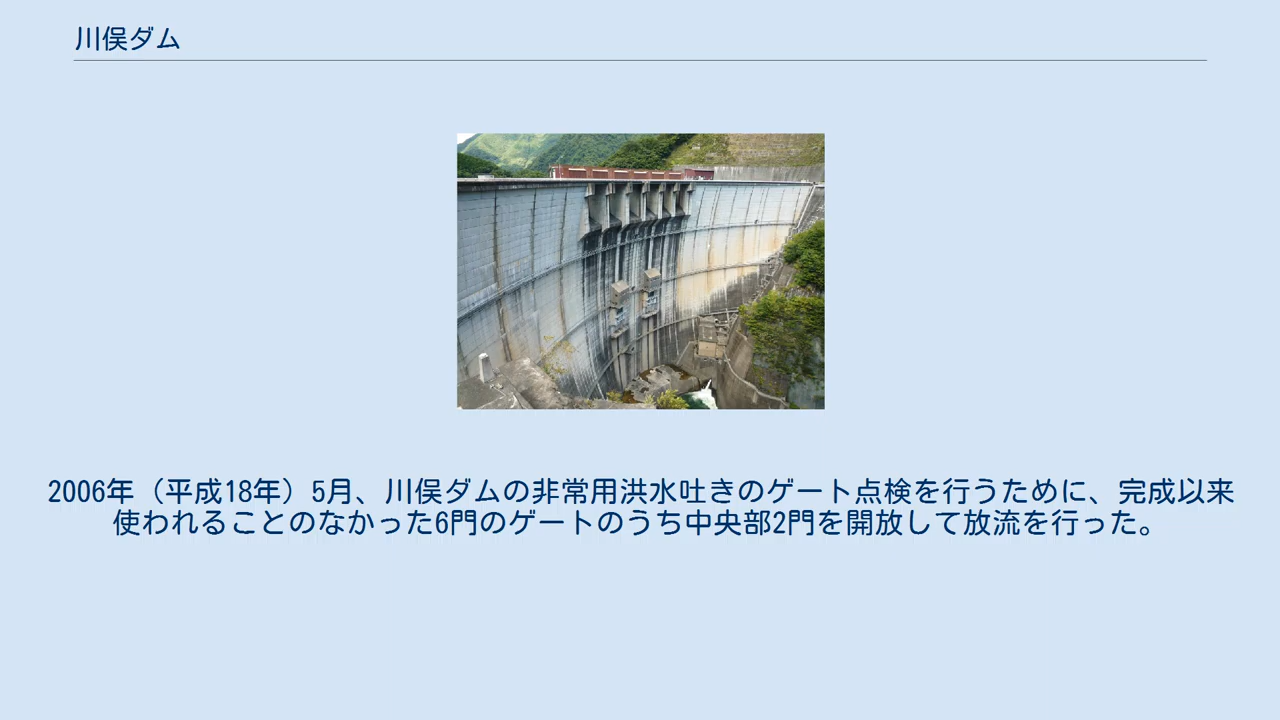 川俣ダム
2006年（平成18年）5月、川俣ダムの非常用洪水吐きのゲート点検を行うために、完成以来
使われることのなかった6門のゲートのうち中央部2門を開放して放流を行った。